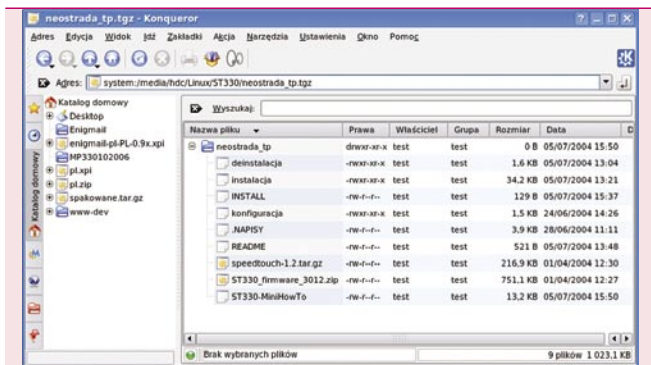 neostrada_tp.tgz - Konqueror
Adres Edycja Widok Idź Zakładki Akcja Narzędzia Ustawienia Okno Pomoc
Adres: system:/media/hdc/Linux/ST330/neostrada_tp.tgz
Katalog domowy
Desktop
Enigmail
enigmail-pl-PL-0.9x.xpi
MP330102006
pl.xpi
pl.zip
spakowane.tar.gz
www-dev
Katalog domowy
Wyszukaj:
Nazwa pliku Prawa Właściciel Grupa Rozmiar Data D
neostrada_tp drwxr-xr-x test test 0 B 05/07/2004 15:50
deinstalacja -rwxr-xr-x test test 1,6 KB 05/07/2004 13:04
instalacja -rwxr-xr-x test test 34,2 KB 05/07/2004 13:21
INSTALL -rw-r--r-- test test 129 B 05/07/2004 15:37
konfiguracja -rwxr-xr-x test test 1,5 KB 24/06/2004 14:26
.NAPISY -rw-r--r-- test test 3,9 KB 28/06/2004 11:11
README -rw-r--r-- test test 521 B 05/07/2004 13:48
speedtouch-1.2.tar.gz -rw-r--r-- test test 216,9 KB 01/04/2004 12:30
ST330_firmware_3012.zip -rw-r--r-- test test 751,1 KB 01/04/2004 12:27
ST330-MiniHowTo -rw-r--r-- test test 13,2 KB 05/07/2004 15:50
Brak wybranych plików 9 plików 1 023,1 KB